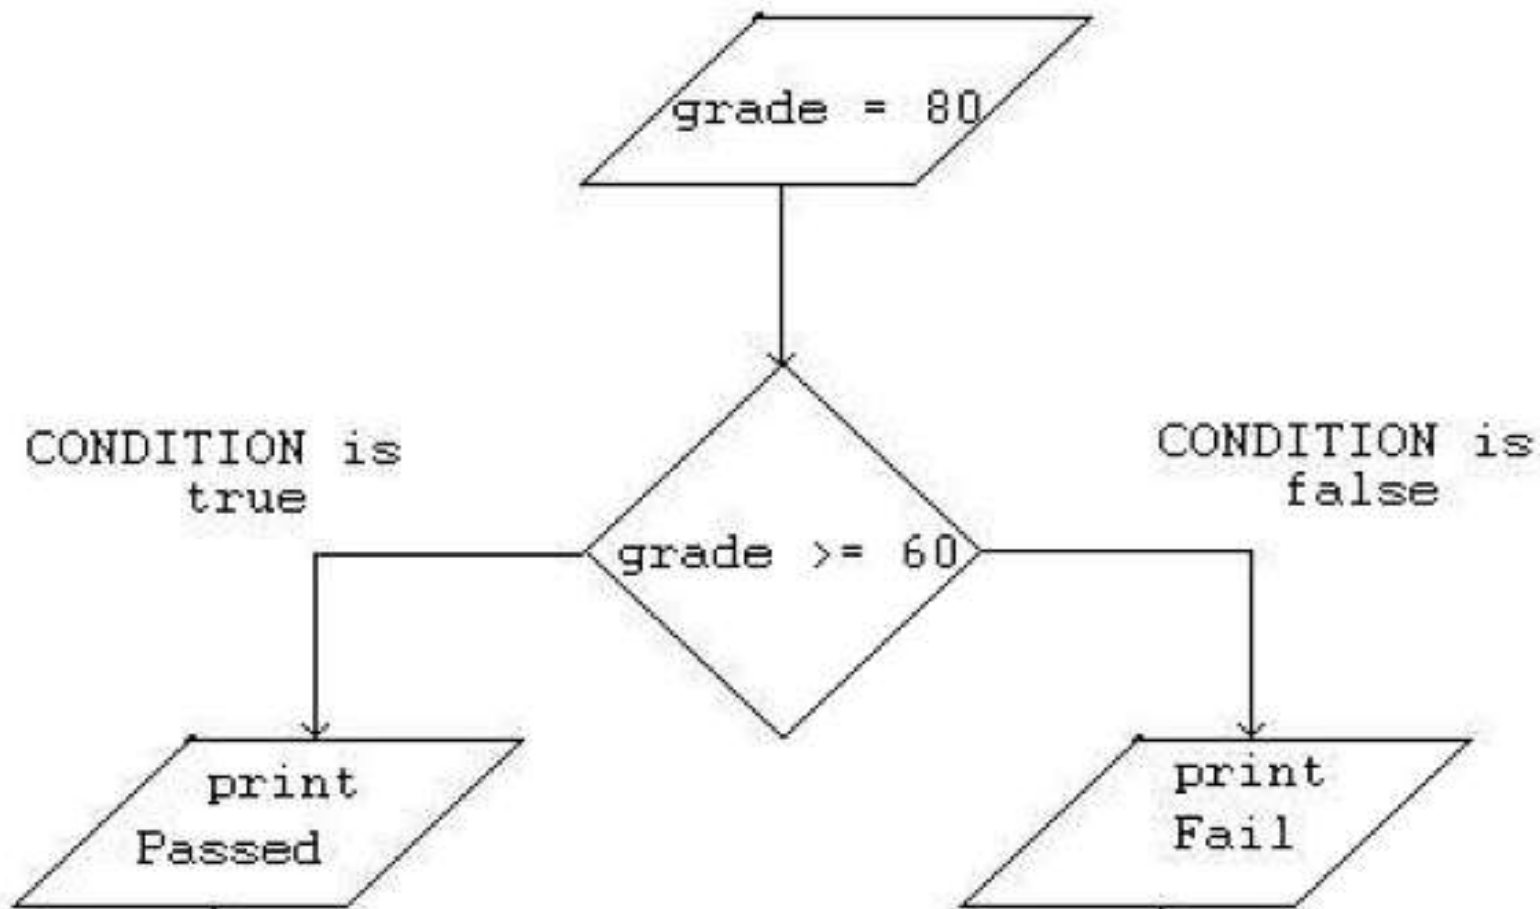 grade = 80
CONDITION is
true
CONDITION is
false
grade >= 60
print
Passed
print
Fail